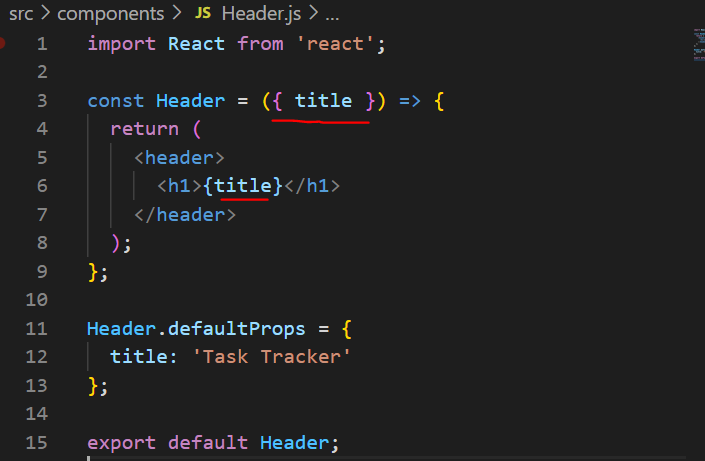 src > components > JS Header.js > ...
1 import React from 'react';
2
3 const Header = ({ title }) => {
4   return (
5     <header>
6       <h1>{title}</h1>
7     </header>
8   );
9 };
10
11 Header.defaultProps = {
12   title: 'Task Tracker'
13 };
14
15 export default Header;